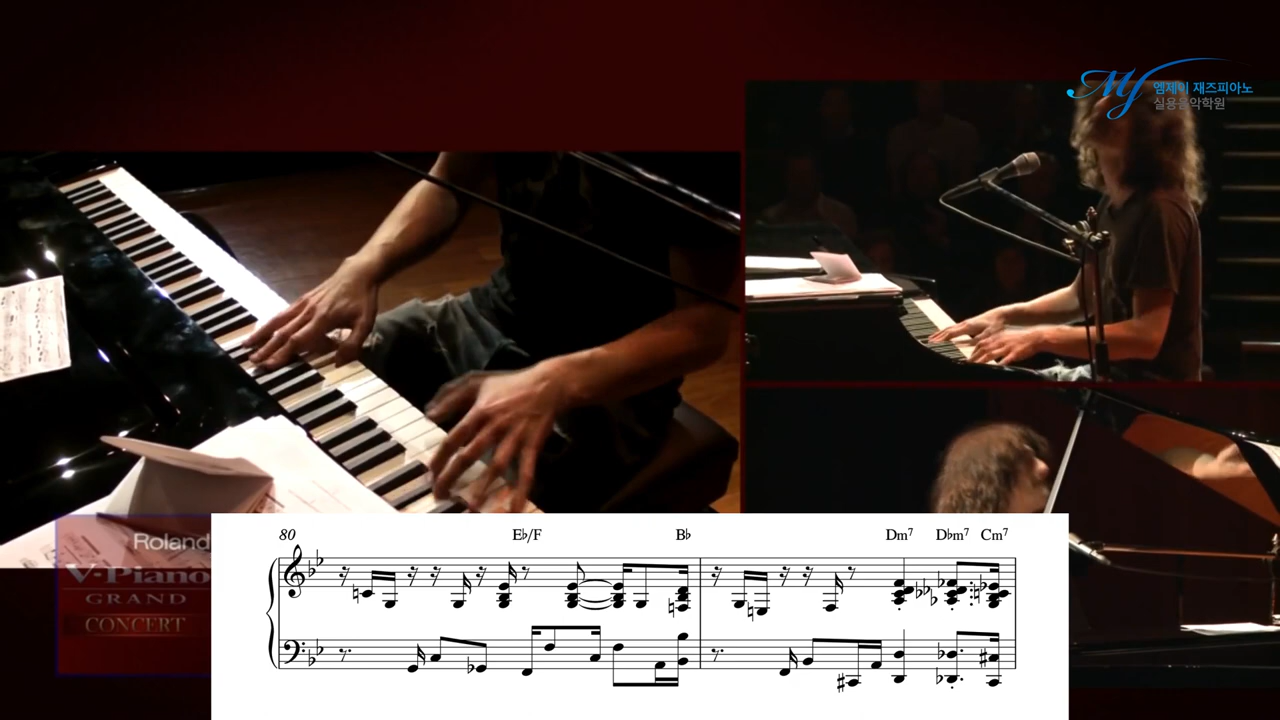 엠제이 재즈피아노
실용음악학원
Roland
V-Piano
GRAND
CONCERT
80
E♭/F
B♭
Dm7
D♭m7
Cm7